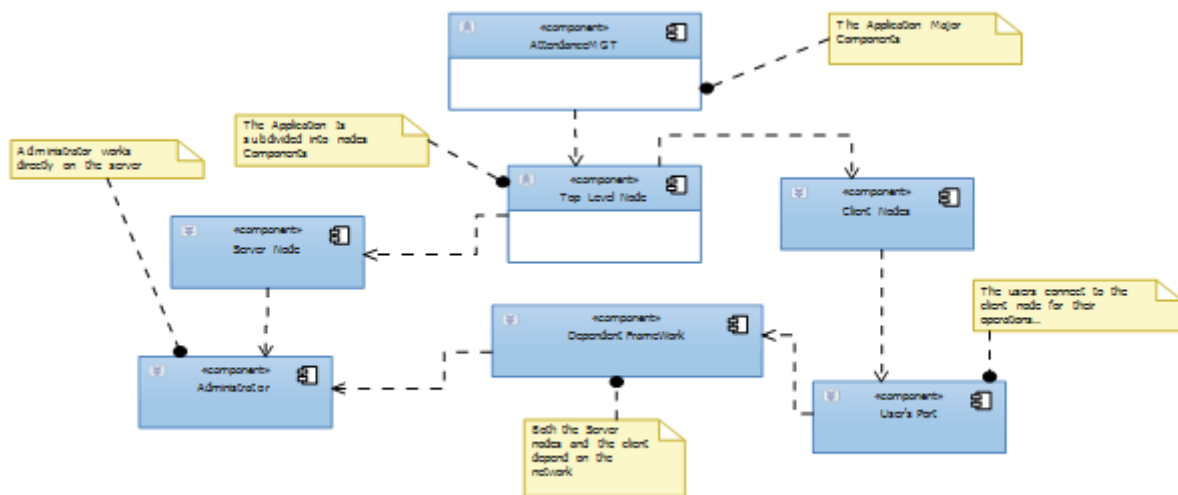 «component»
AttendanceMGT
The Application Major
Components
The Application is
subdivided into nodes
Components
Administrator works
directly on the server
«component»
Top Level Node
«component»
Client Nodes
«component»
Server Node
The users connect to the
client node for their
operations...
«component»
Dependent FrameWork
«component»
Administrator
«component»
User's Port
Both the Server
nodes and the client
depend on the
network